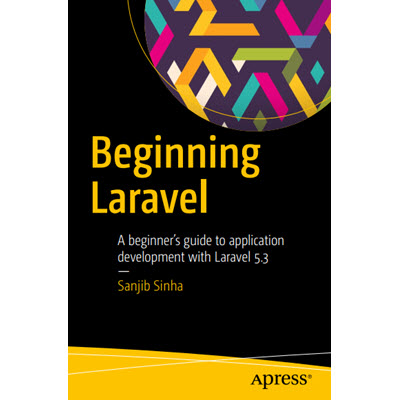 Beginning
Laravel
A beginner's guide to application
development with Laravel 5.3
—
Sanjib Sinha
Apress®